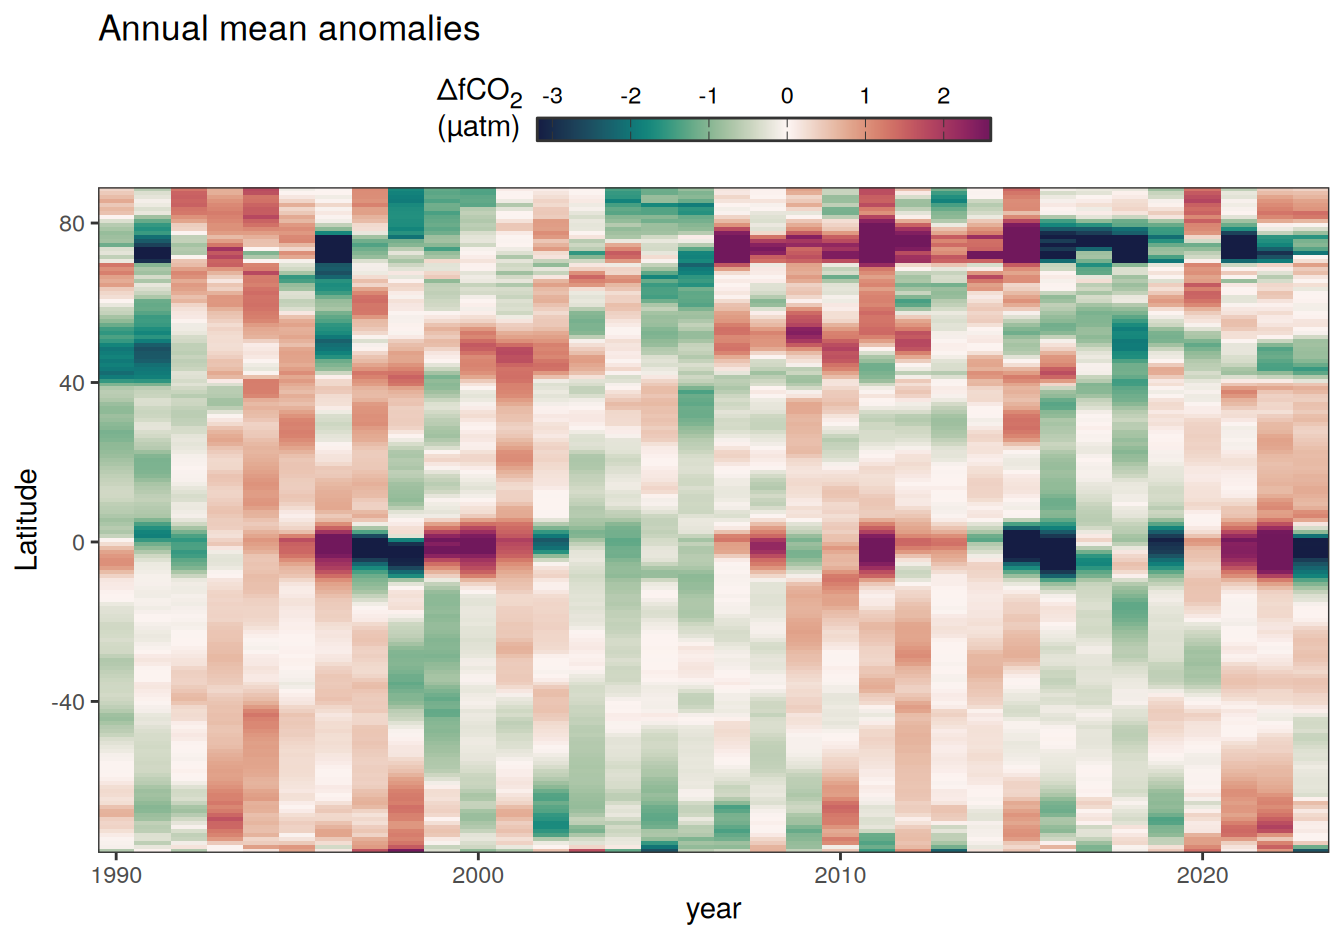 Annual mean anomalies
ΔfCO₂
(µatm)
-3 -2 -1 0 1 2
80
40
0
-40
Latitude
1990 2000 2010 2020
year